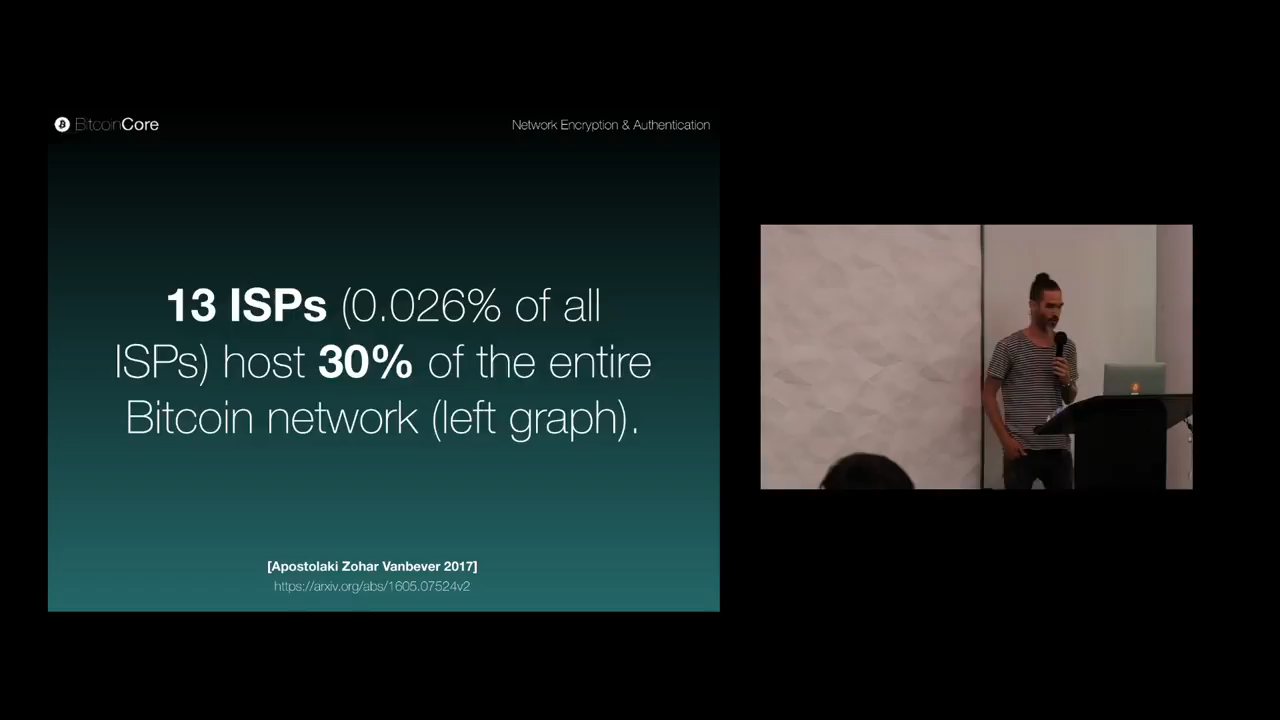 BitcoinCore
Network Encryption & Authentication
13 ISPs (0.026% of all
ISPs) host 30% of the entire
Bitcoin network (left graph).
[Apostolaki Zohar Vanbever 2017]
https://arxiv.org/abs/1605.07524v2